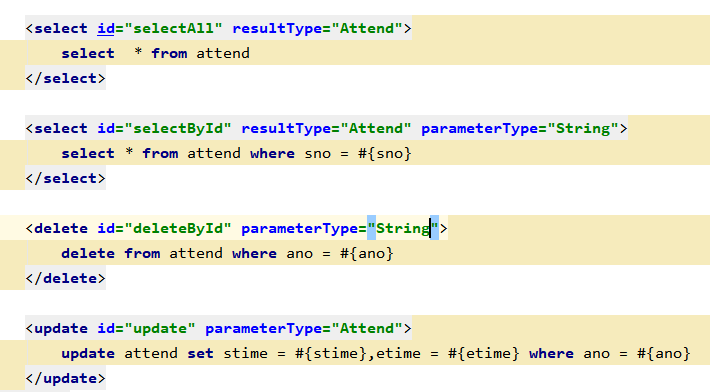 <select id="selectAll" resultType="Attend">
select  * from attend
</select>
<select id="selectById" resultType="Attend" parameterType="String">
select * from attend where sno = #{sno}
</select>
<delete id="deleteById" parameterType="String">
delete from attend where ano = #{ano}
</delete>
<update id="update" parameterType="Attend">
update attend set stime = #{stime},etime = #{etime} where ano = #{ano}
</update>